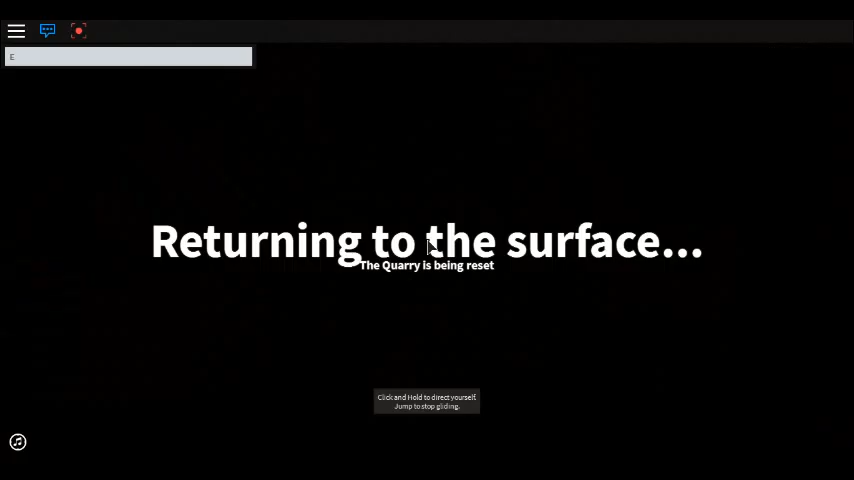 E
Returning to the surface...
The Quarry is being reset
Click and Hold to direct yourself.
Jump to stop gliding.